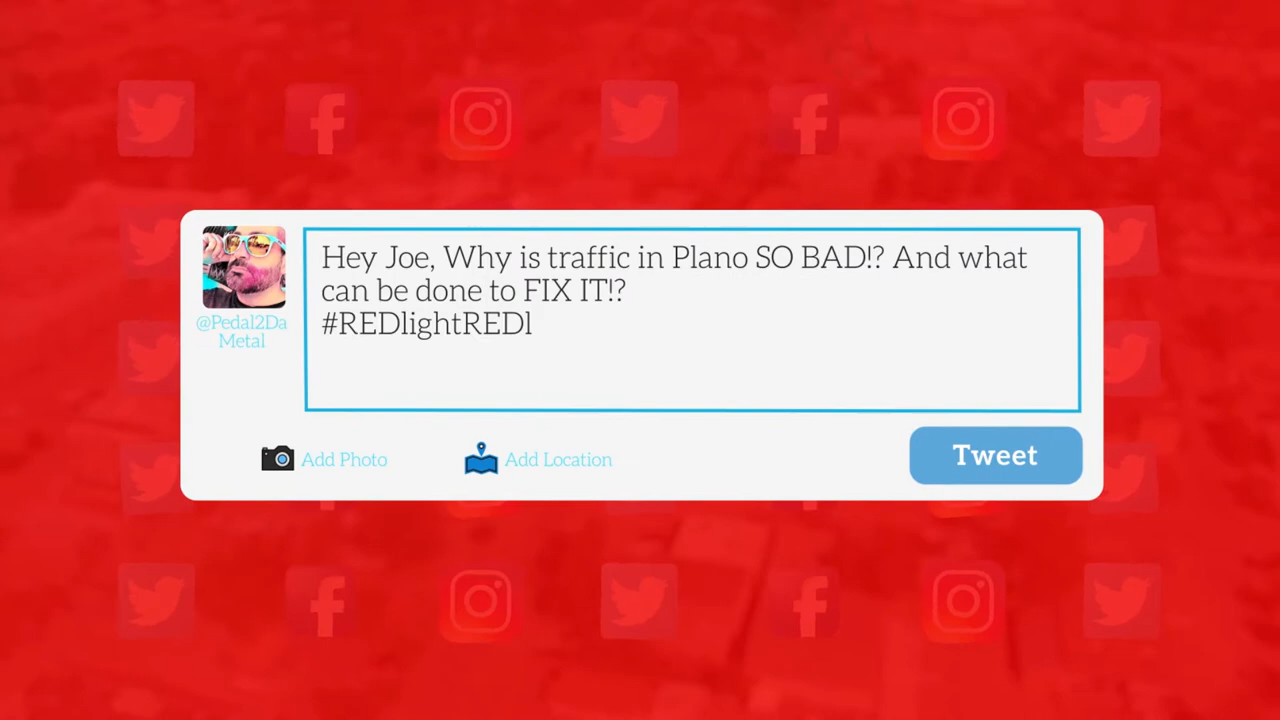 Hey Joe, Why is traffic in Plano SO BAD!? And what
can be done to FIX IT!?
#REDlightREDl
@Pedal2Da
Metal
Add Photo
Add Location
Tweet